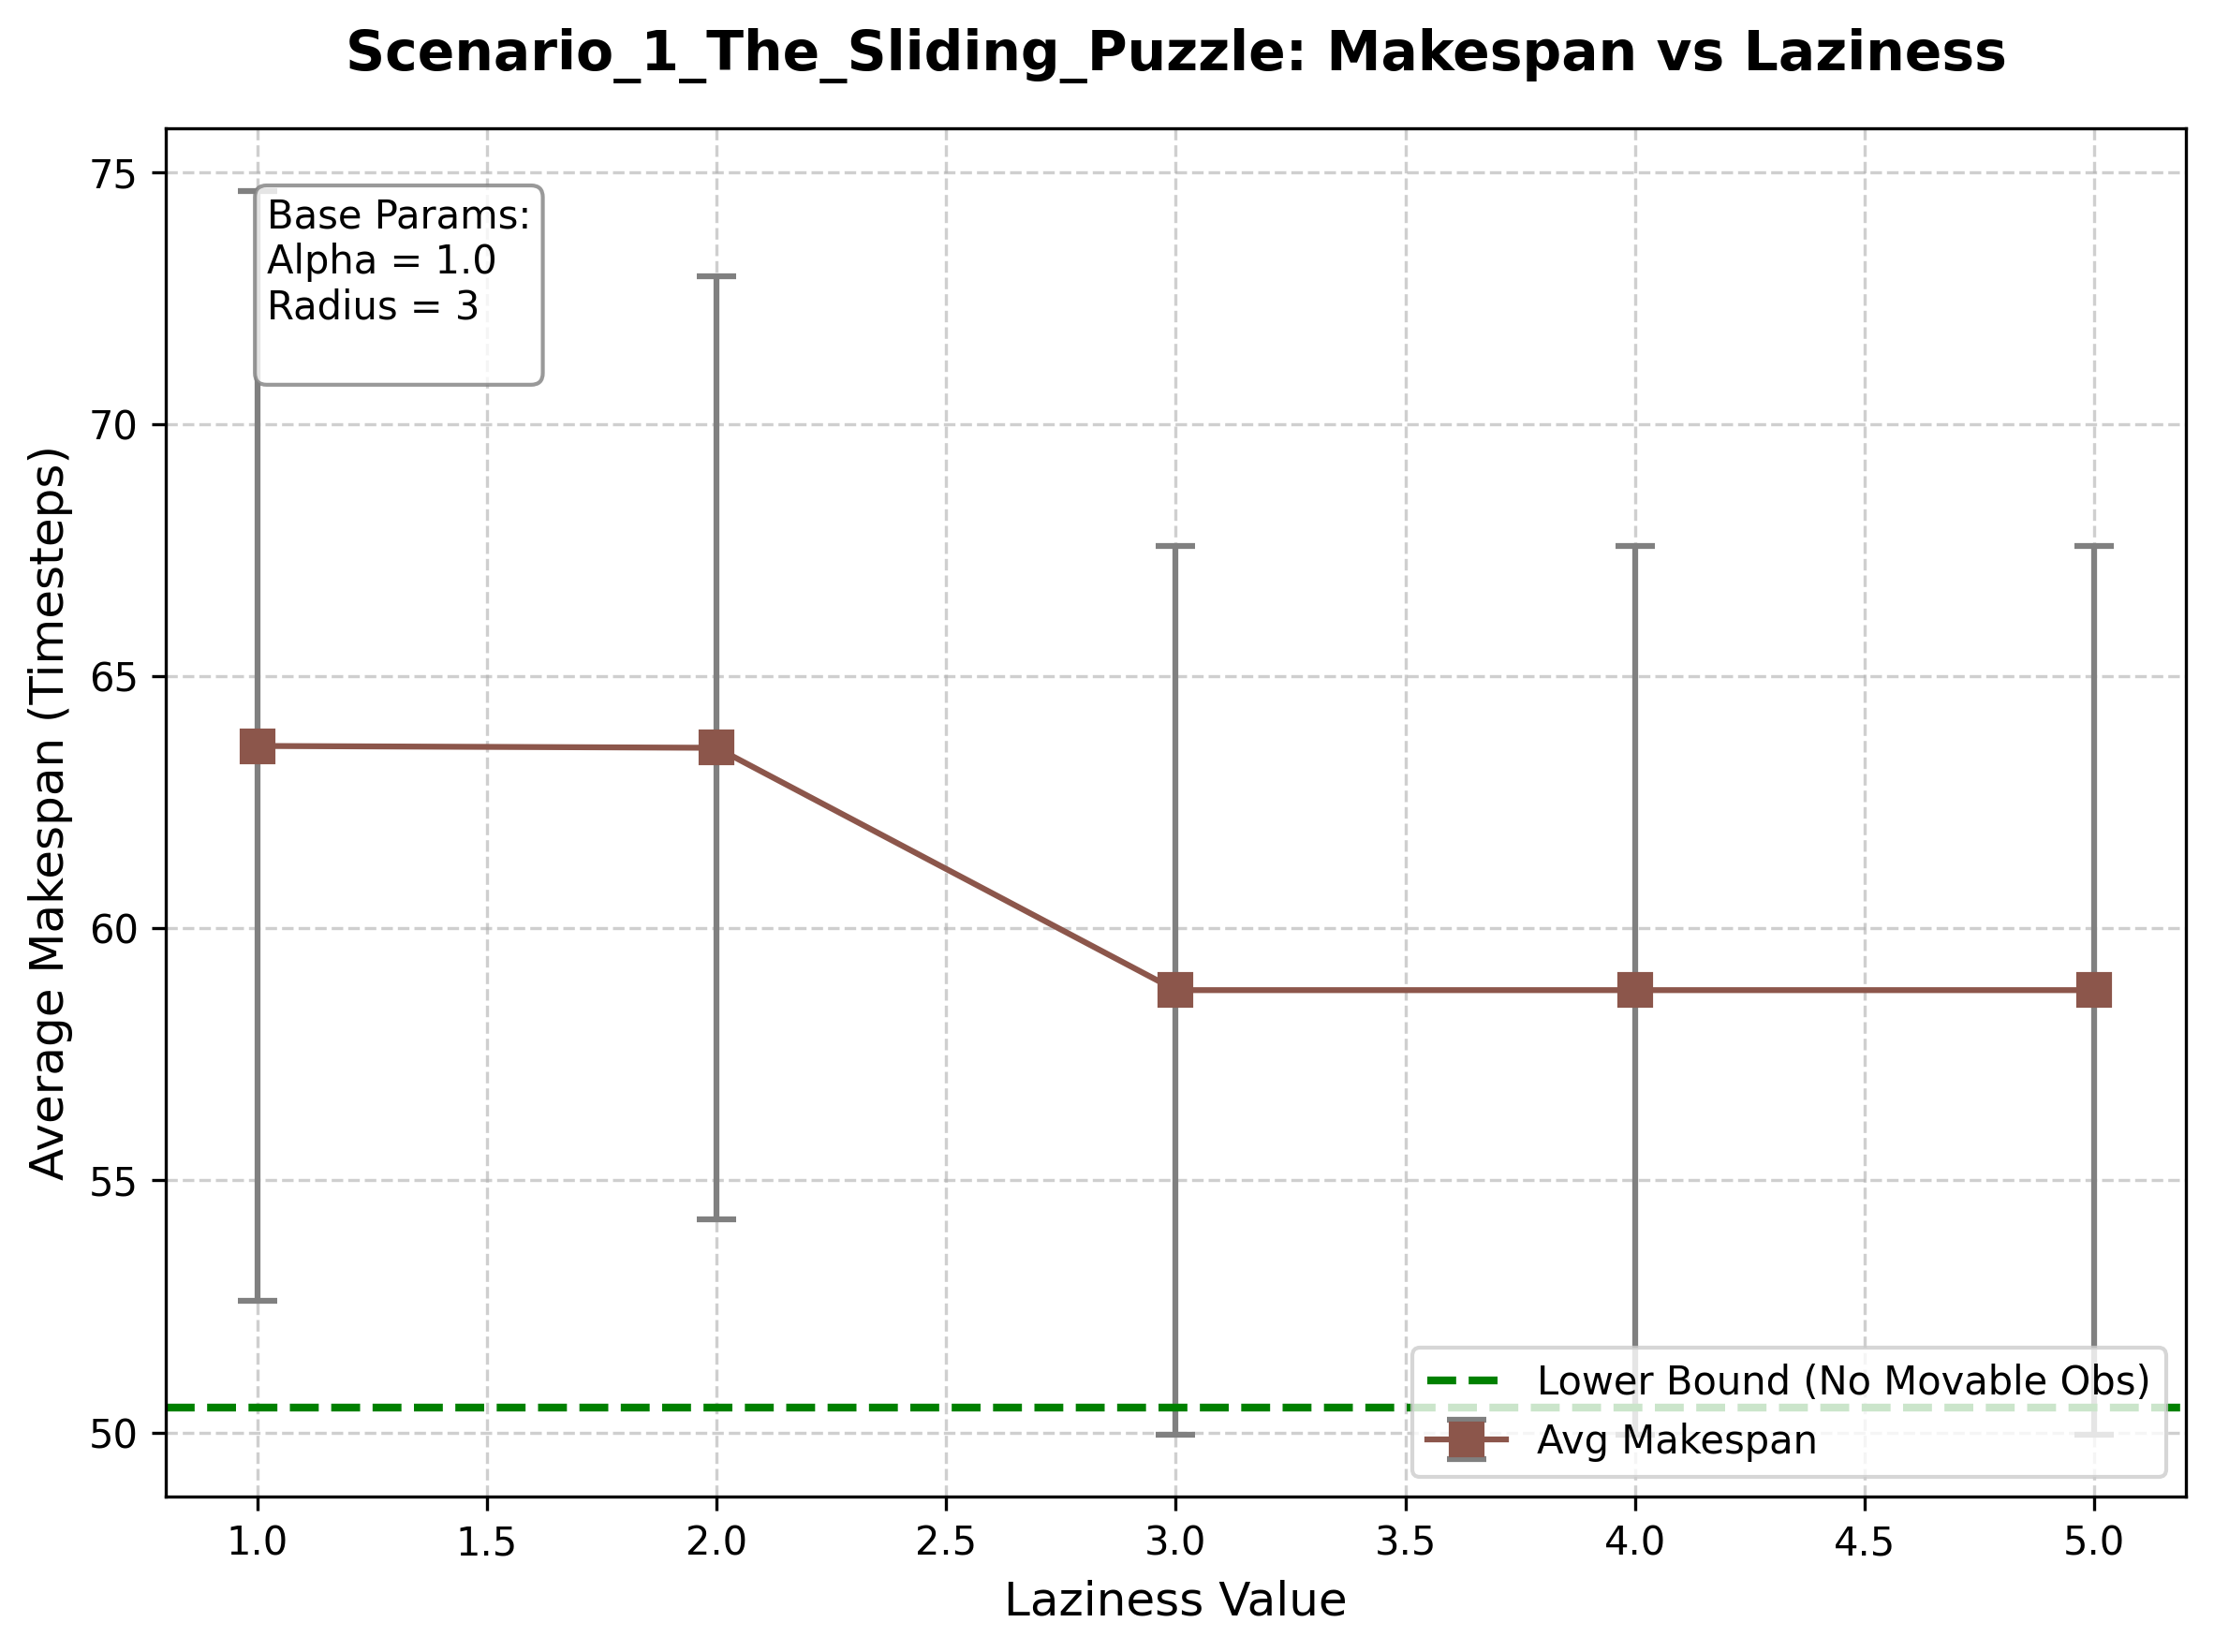 Scenario_1_The_Sliding_Puzzle: Makespan vs Laziness
Average Makespan (Timesteps)
75
70
65
60
55
50
Base Params:
Alpha = 1.0
Radius = 3
Lower Bound (No Movable Obs)
Avg Makespan
1.0 1.5 2.0 2.5 3.0 3.5 4.0 4.5 5.0
Laziness Value